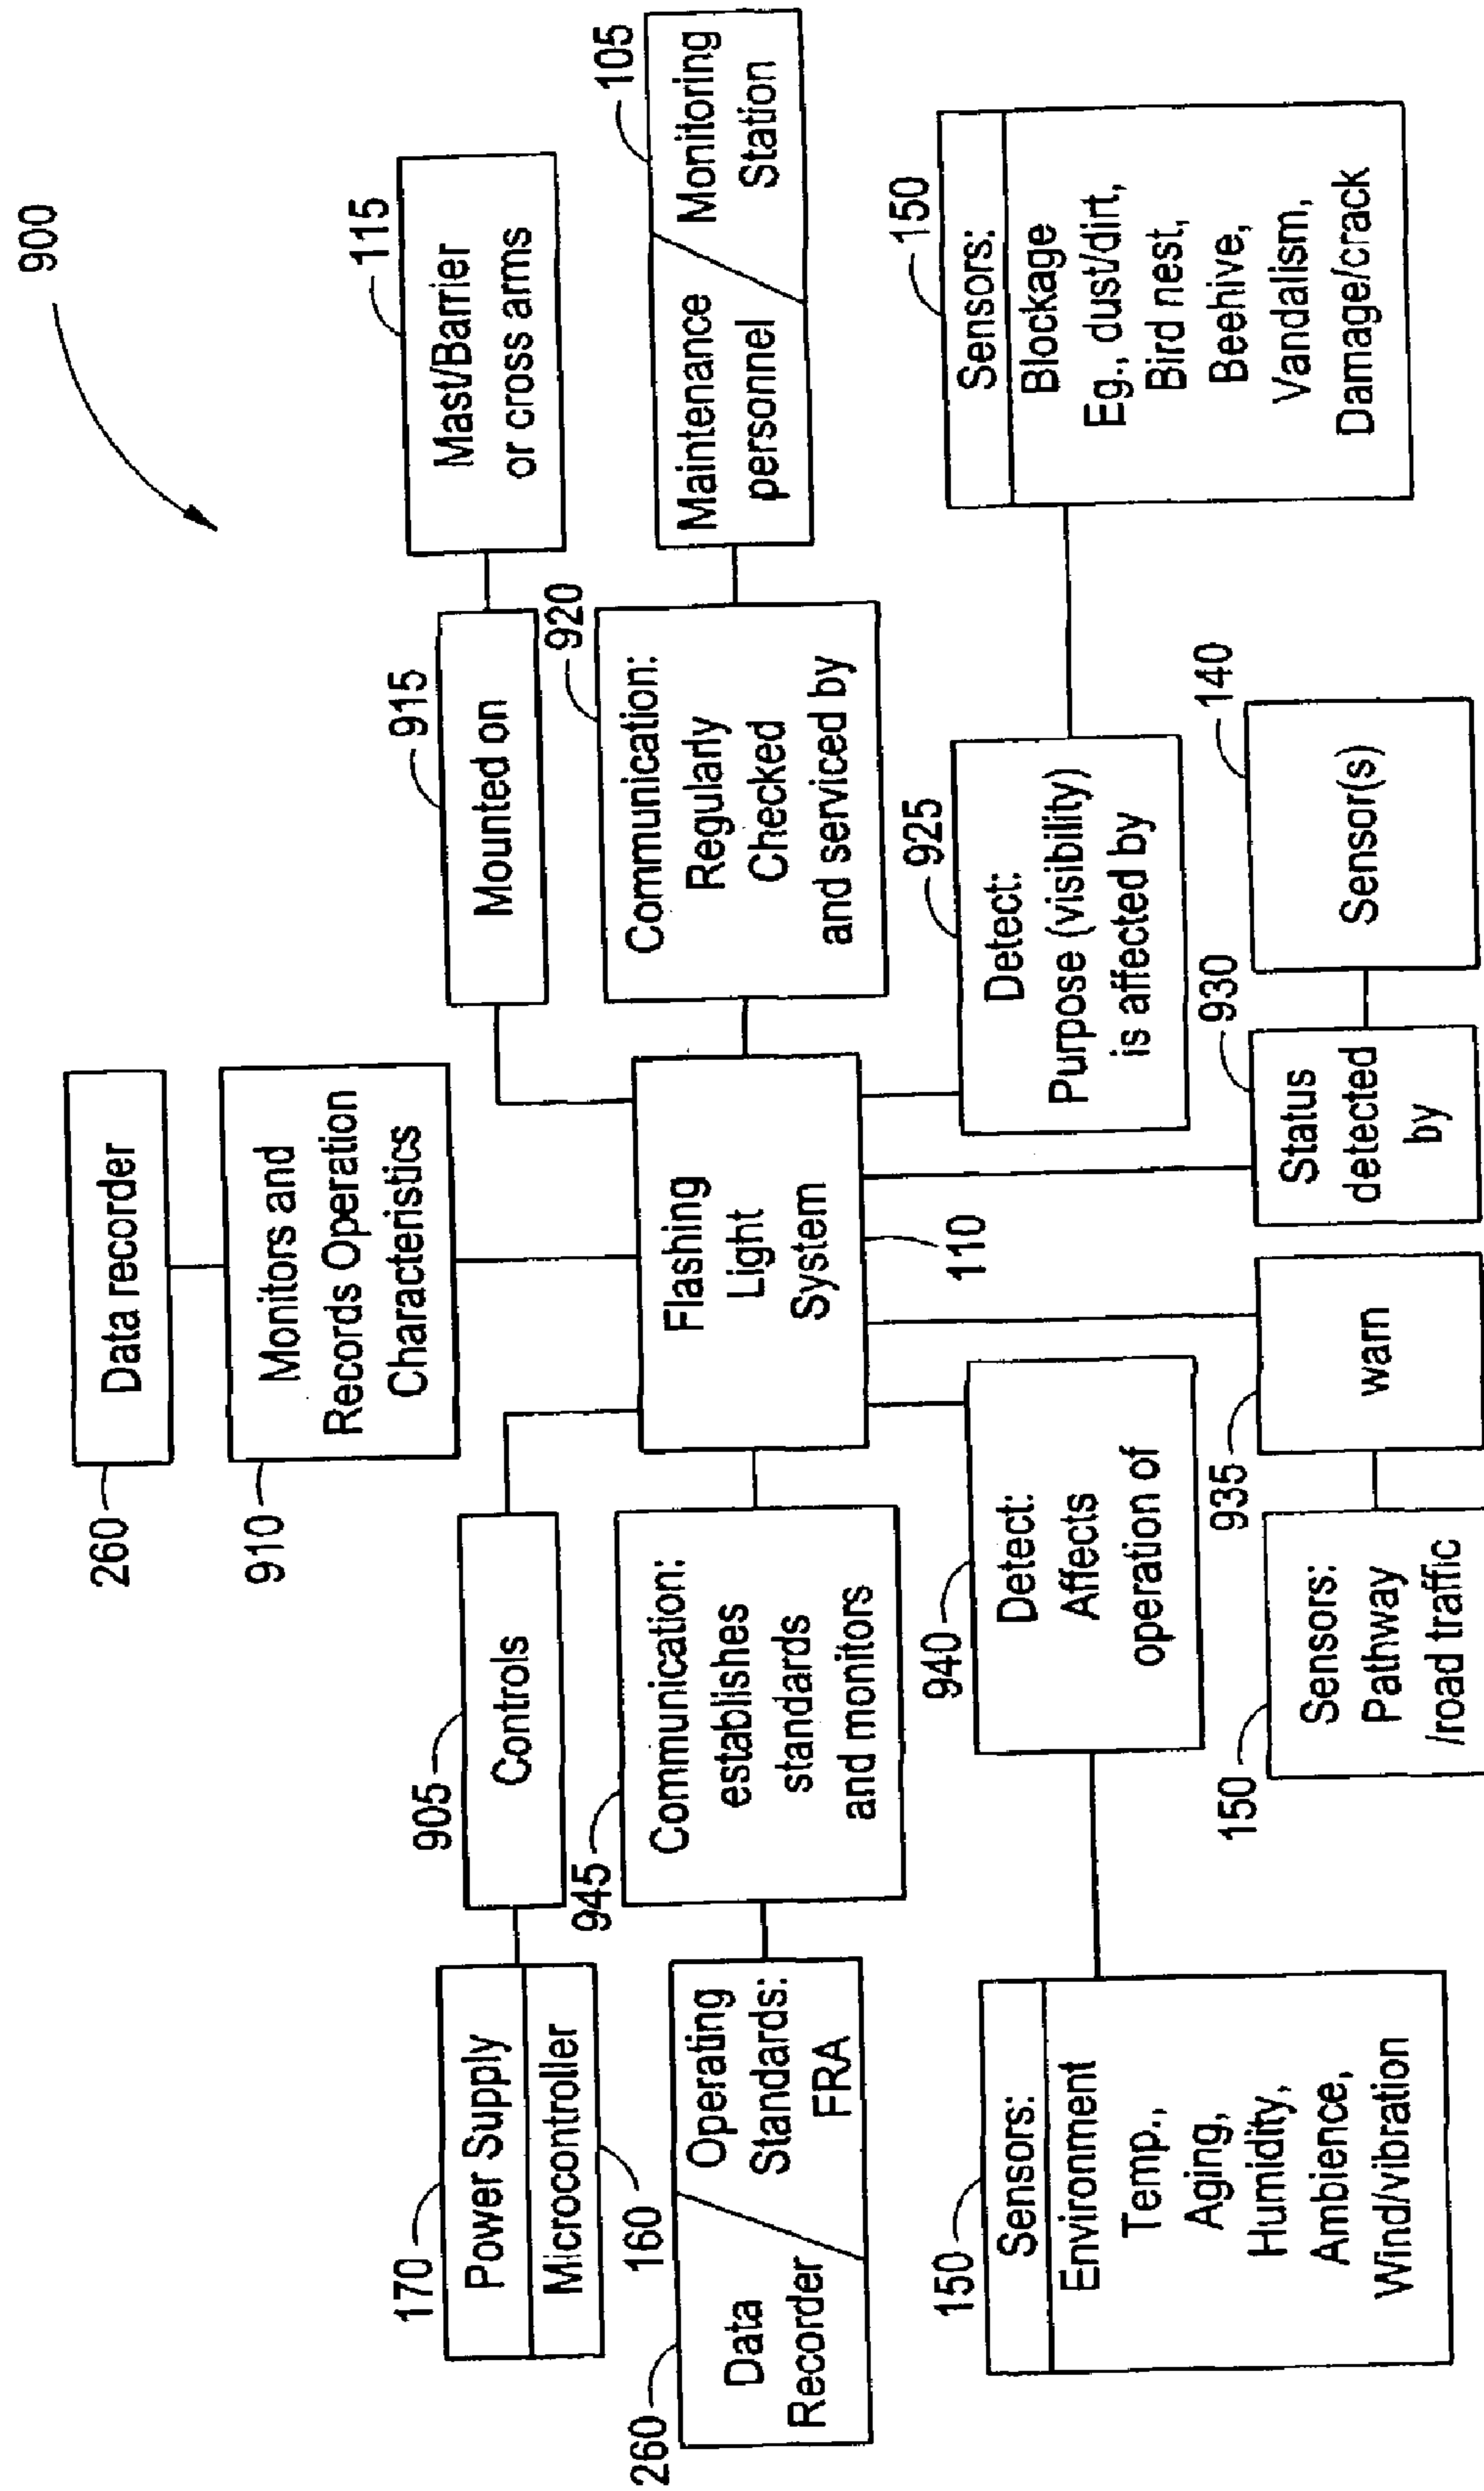 900
260
Data recorder
910
Monitors and
Records Operation
Characteristics
170
Power Supply
Microcontroller
160
905
Controls
915
Mounted on
115
Mast/Barrier
or cross arms
260
Data
Recorder
Operating
Standards:
FRA
945
Communication:
establishes
standards
and monitors
Flashing
Light
System
110
920
Communication:
Regularly
Checked
and serviced by
Maintenance
personnel
105
Monitoring
Station
150
Sensors:
Environment
Temp.,
Aging,
Humidity,
Ambience,
Wind/vibration
940
Detect:
Affects
operation of
925
Detect:
Purpose (visibility)
is affected by
150
Sensors:
Blockage
Eg., dust/dirt,
Bird nest,
Beehive,
Vandalism,
Damage/crack
150
Sensors:
Pathway
/road traffic
935
warn
930
Status
detected
by
140
Sensor(s)